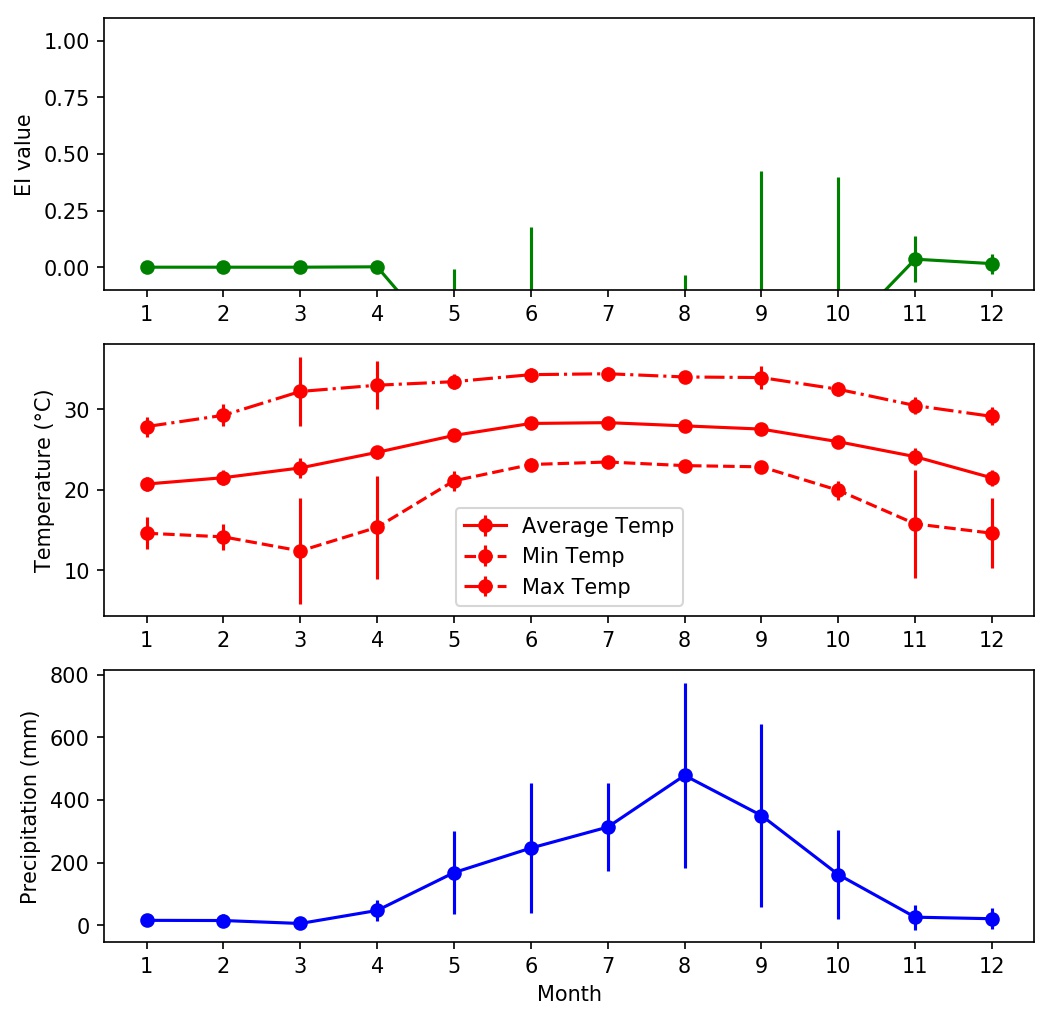 EI value
1.00
0.75
0.50
0.25
0.00
1 2 3 4 5 6 7 8 9 10 11 12
Temperature (°C)
30
20
10
Average Temp
Min Temp
Max Temp
1 2 3 4 5 6 7 8 9 10 11 12
Precipitation (mm)
800
600
400
200
0
1 2 3 4 5 6 7 8 9 10 11 12
Month